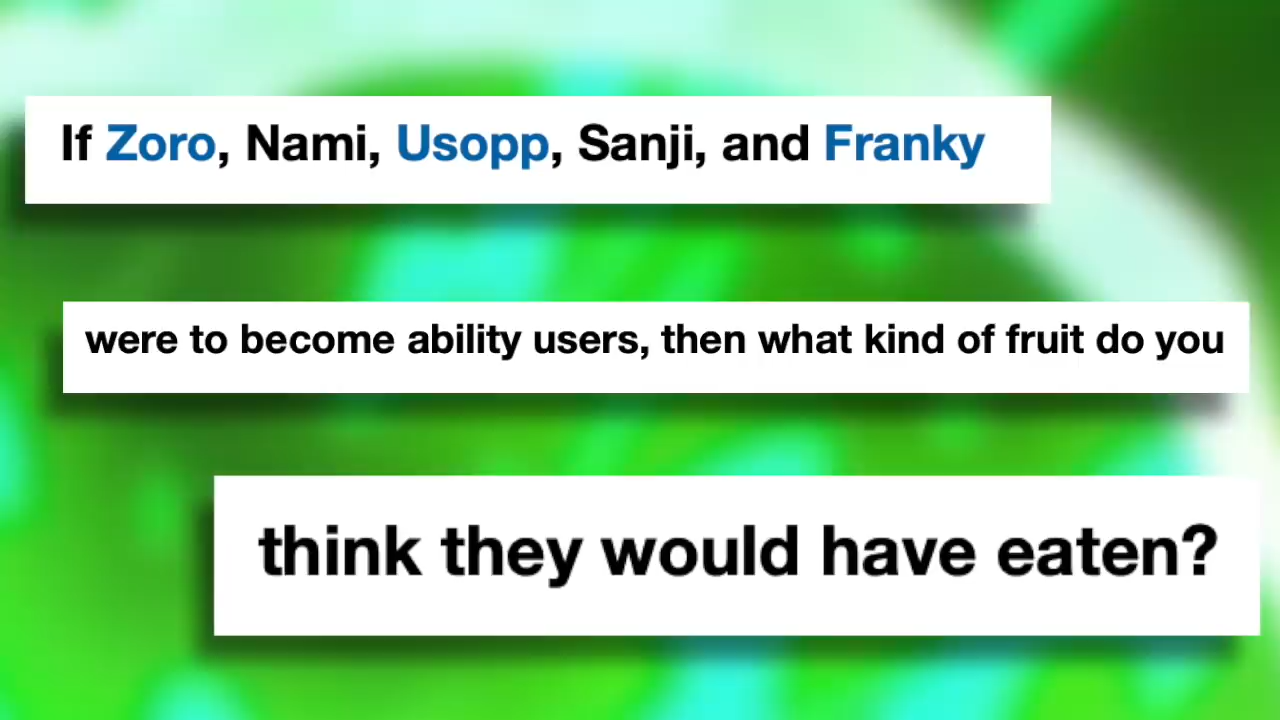 If Zoro, Nami, Usopp, Sanji, and Franky
were to become ability users, then what kind of fruit do you
think they would have eaten?